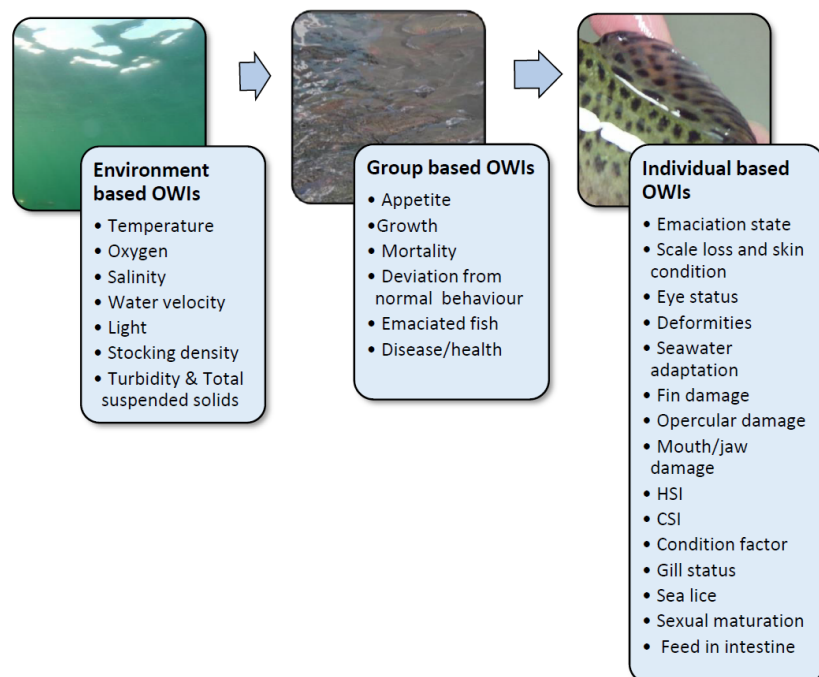 Environment
based OWIs
• Temperature
• Oxygen
• Salinity
• Water velocity
• Light
• Stocking density
• Turbidity & Total
suspended solids
Group based OWIs
• Appetite
•Growth
• Mortality
• Deviation from
normal behaviour
• Emaciated fish
• Disease/health
Individual based
OWIs
• Emaciation state
• Scale loss and skin
condition
• Eye status
• Deformities
• Seawater
adaptation
• Fin damage
• Opercular damage
• Mouth/jaw
damage
• HSI
• CSI
• Condition factor
• Gill status
• Sea lice
• Sexual maturation
• Feed in intestine